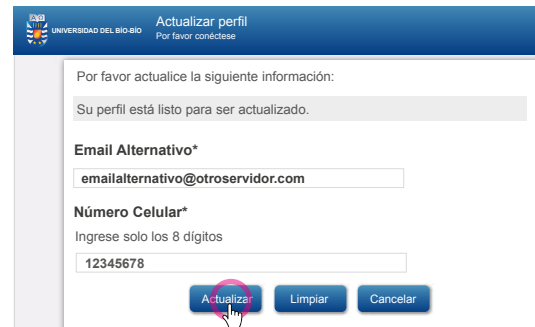 UNIVERSIDAD DEL BÍO-BÍO
Actualizar perfil
Por favor conéctese
Por favor actualice la siguiente información:
Su perfil está listo para ser actualizado.
Email Alternativo*
emailalternativo@otroservidor.com
Número Celular*
Ingrese solo los 8 dígitos
12345678
Actualizar Limpiar Cancelar